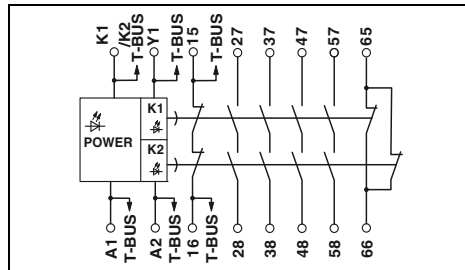 K1
/K2
T-BUS
Y1
T-BUS
15
T-BUS
27
37
47
57
65
K1
POWER
K2
A1
T-BUS
A2
T-BUS
16
T-BUS
28
38
48
58
66